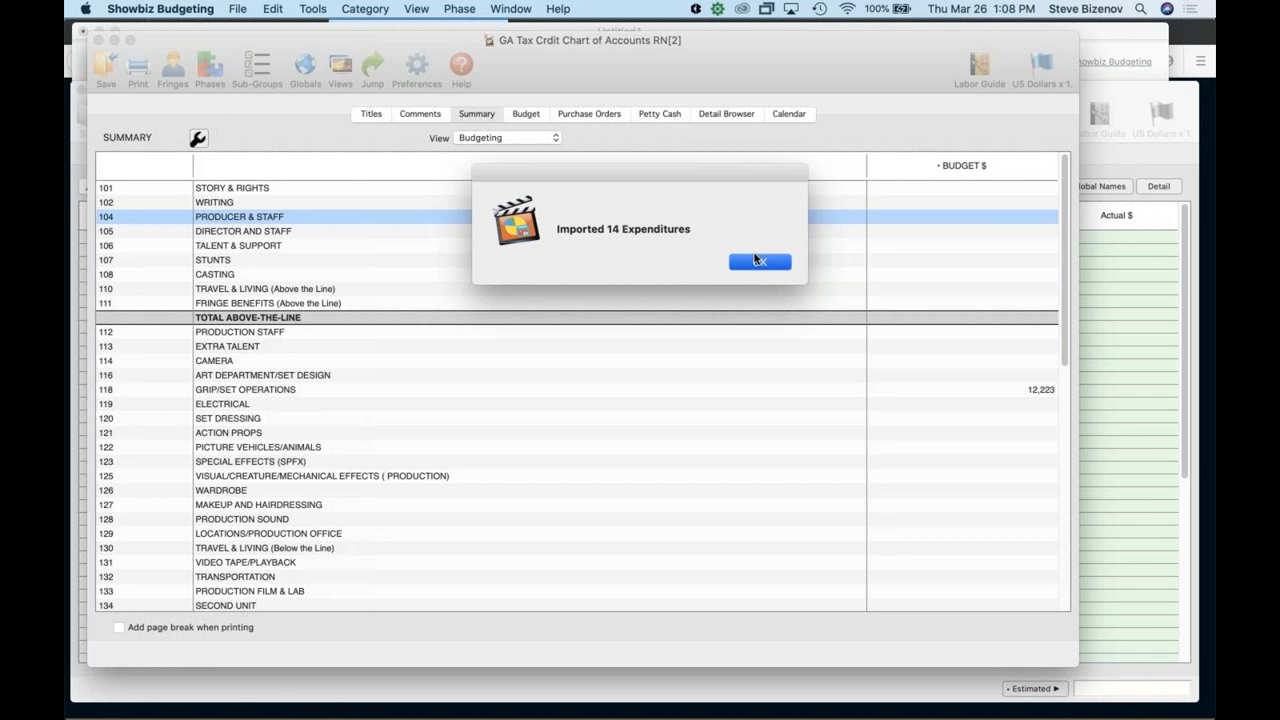 Showbiz Budgeting File Edit Tools Category View Phase Window Help 100% Thu Mar 26 1:08 PM Steve Bizenov
GA Tax Crdit Chart of Accounts RN[2]
howbiz Budgeting
Save Print Fringes Phases Sub-Groups Globals Views Jump Preferences Help Labor Guide US Dollars x 1.
bor Guide US Dollars x 1.
Titles Comments Summary Budget Purchase Orders Petty Cash Detail Browser Calendar
SUMMARY View Budgeting
• BUDGET $
lobal Names Detail
Actual $
101 STORY & RIGHTS
102 WRITING
104 PRODUCER & STAFF
105 DIRECTOR AND STAFF
106 TALENT & SUPPORT
107 STUNTS
108 CASTING
110 TRAVEL & LIVING (Above the Line)
111 FRINGE BENEFITS (Above the Line)
TOTAL ABOVE-THE-LINE
112 PRODUCTION STAFF
113 EXTRA TALENT
114 CAMERA
116 ART DEPARTMENT/SET DESIGN
118 GRIP/SET OPERATIONS 12,223
119 ELECTRICAL
120 SET DRESSING
121 ACTION PROPS
122 PICTURE VEHICLES/ANIMALS
123 SPECIAL EFFECTS (SPFX)
125 VISUAL/CREATURE/MECHANICAL EFFECTS ( PRODUCTION)
126 WARDROBE
127 MAKEUP AND HAIRDRESSING
128 PRODUCTION SOUND
129 LOCATIONS/PRODUCTION OFFICE
130 TRAVEL & LIVING (Below the Line)
131 VIDEO TAPE/PLAYBACK
132 TRANSPORTATION
133 PRODUCTION FILM & LAB
134 SECOND UNIT
Imported 14 Expenditures
Add page break when printing
• Estimated ▶